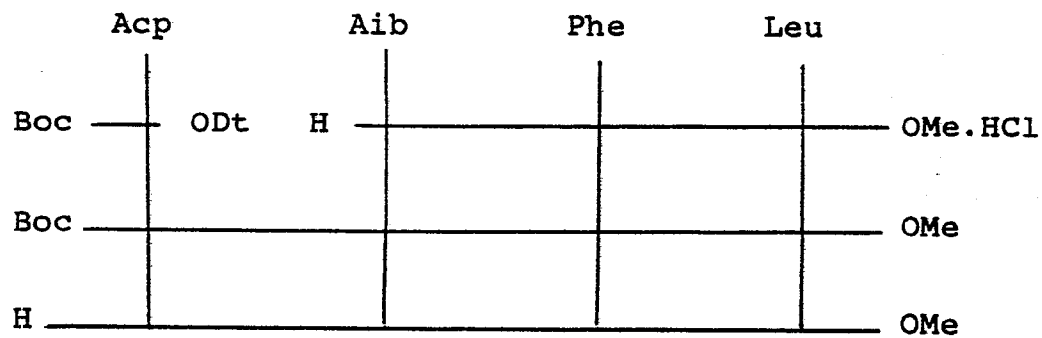 Acp Aib Phe Leu
Boc ODt H OMe.HCl
Boc OMe
H OMe